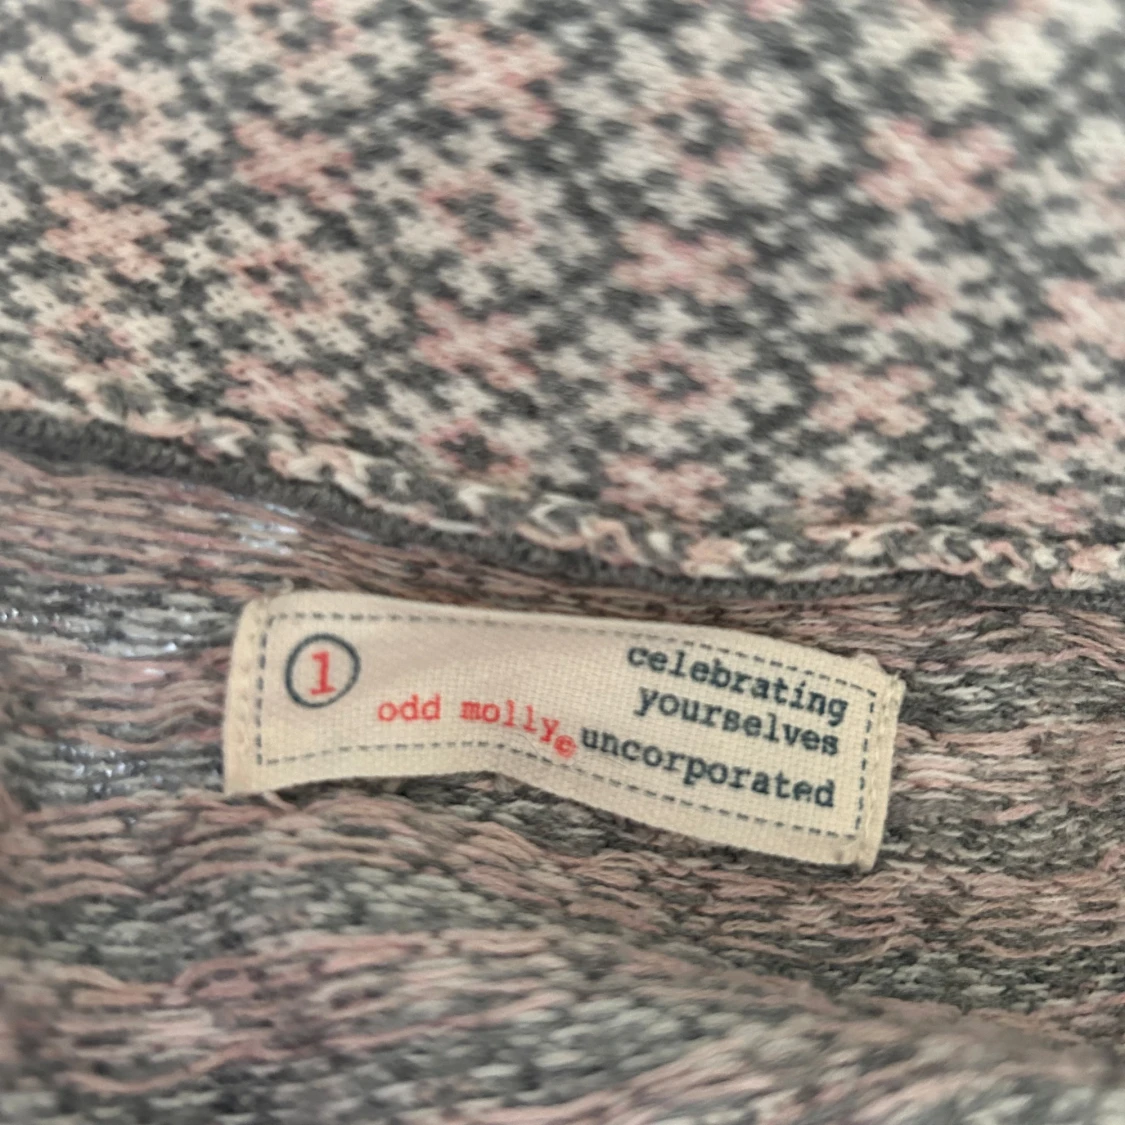 1
odd molly©
celebrating
yourselves
uncorporated